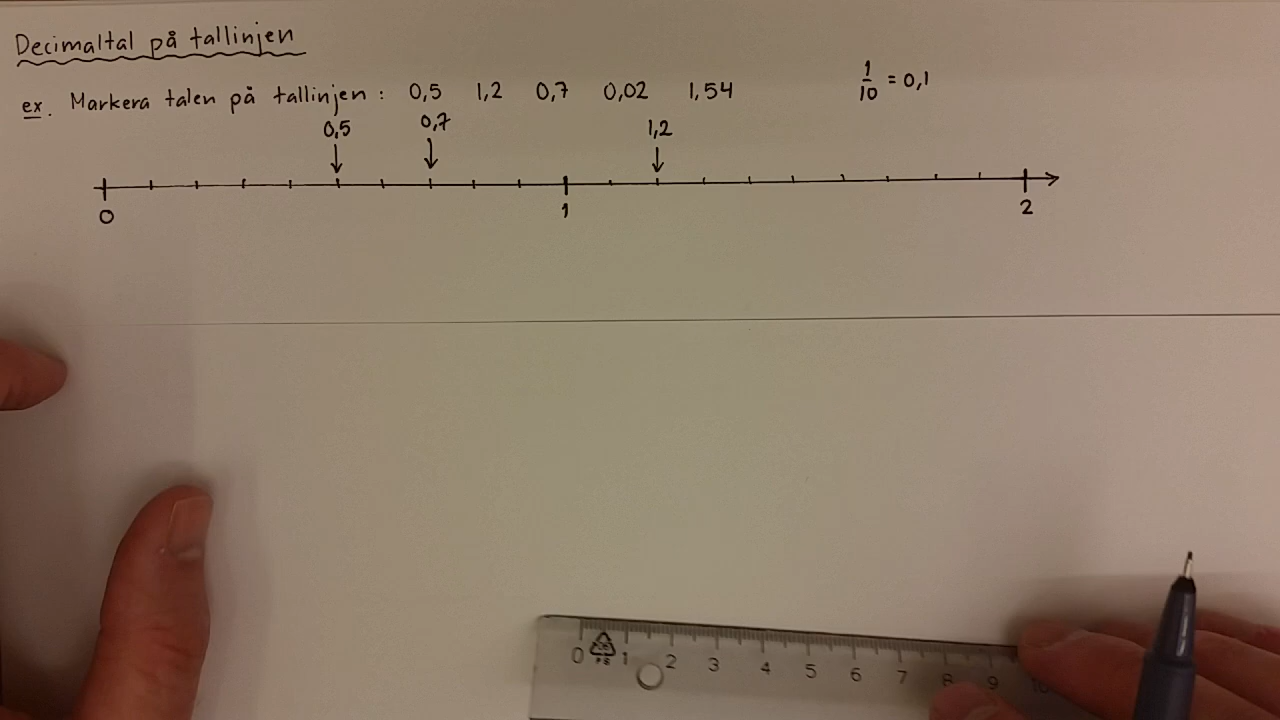 Decimaltal på tallinjen
ex. Markera talen på tallinjen: 0,5 1,2 0,7 0,02 1,54 1/10 = 0,1
0,5 0,7 1,2
0 1 2
0 1 2 3 4 5 6 7 8 9 10